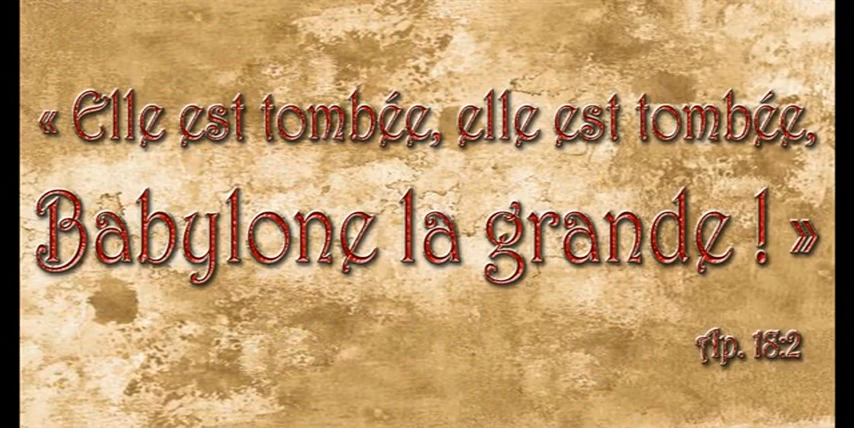 « Elle est tombée, elle est tombée,
Babylone la grande ! »
Ap. 18:2